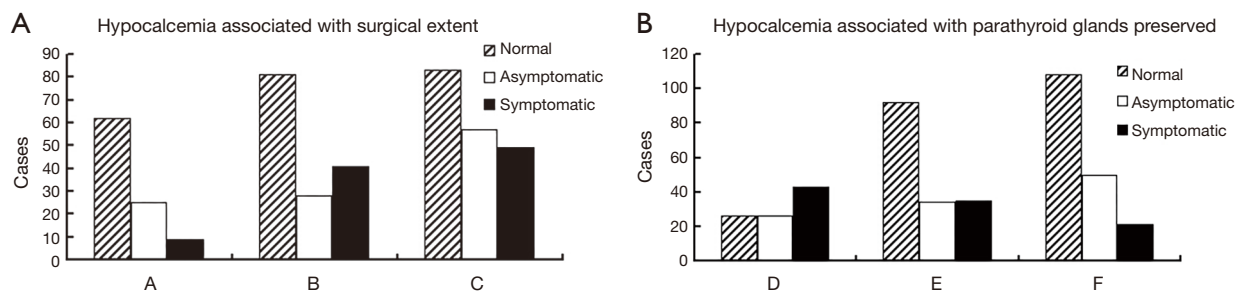 A
Hypocalcemia associated with surgical extent
90
80
70
60
50
40
30
20
10
0
Cases
Normal
Asymptomatic
Symptomatic
A
B
C
B
Hypocalcemia associated with parathyroid glands preserved
120
100
80
60
40
20
0
Cases
Normal
Asymptomatic
Symptomatic
D
E
F